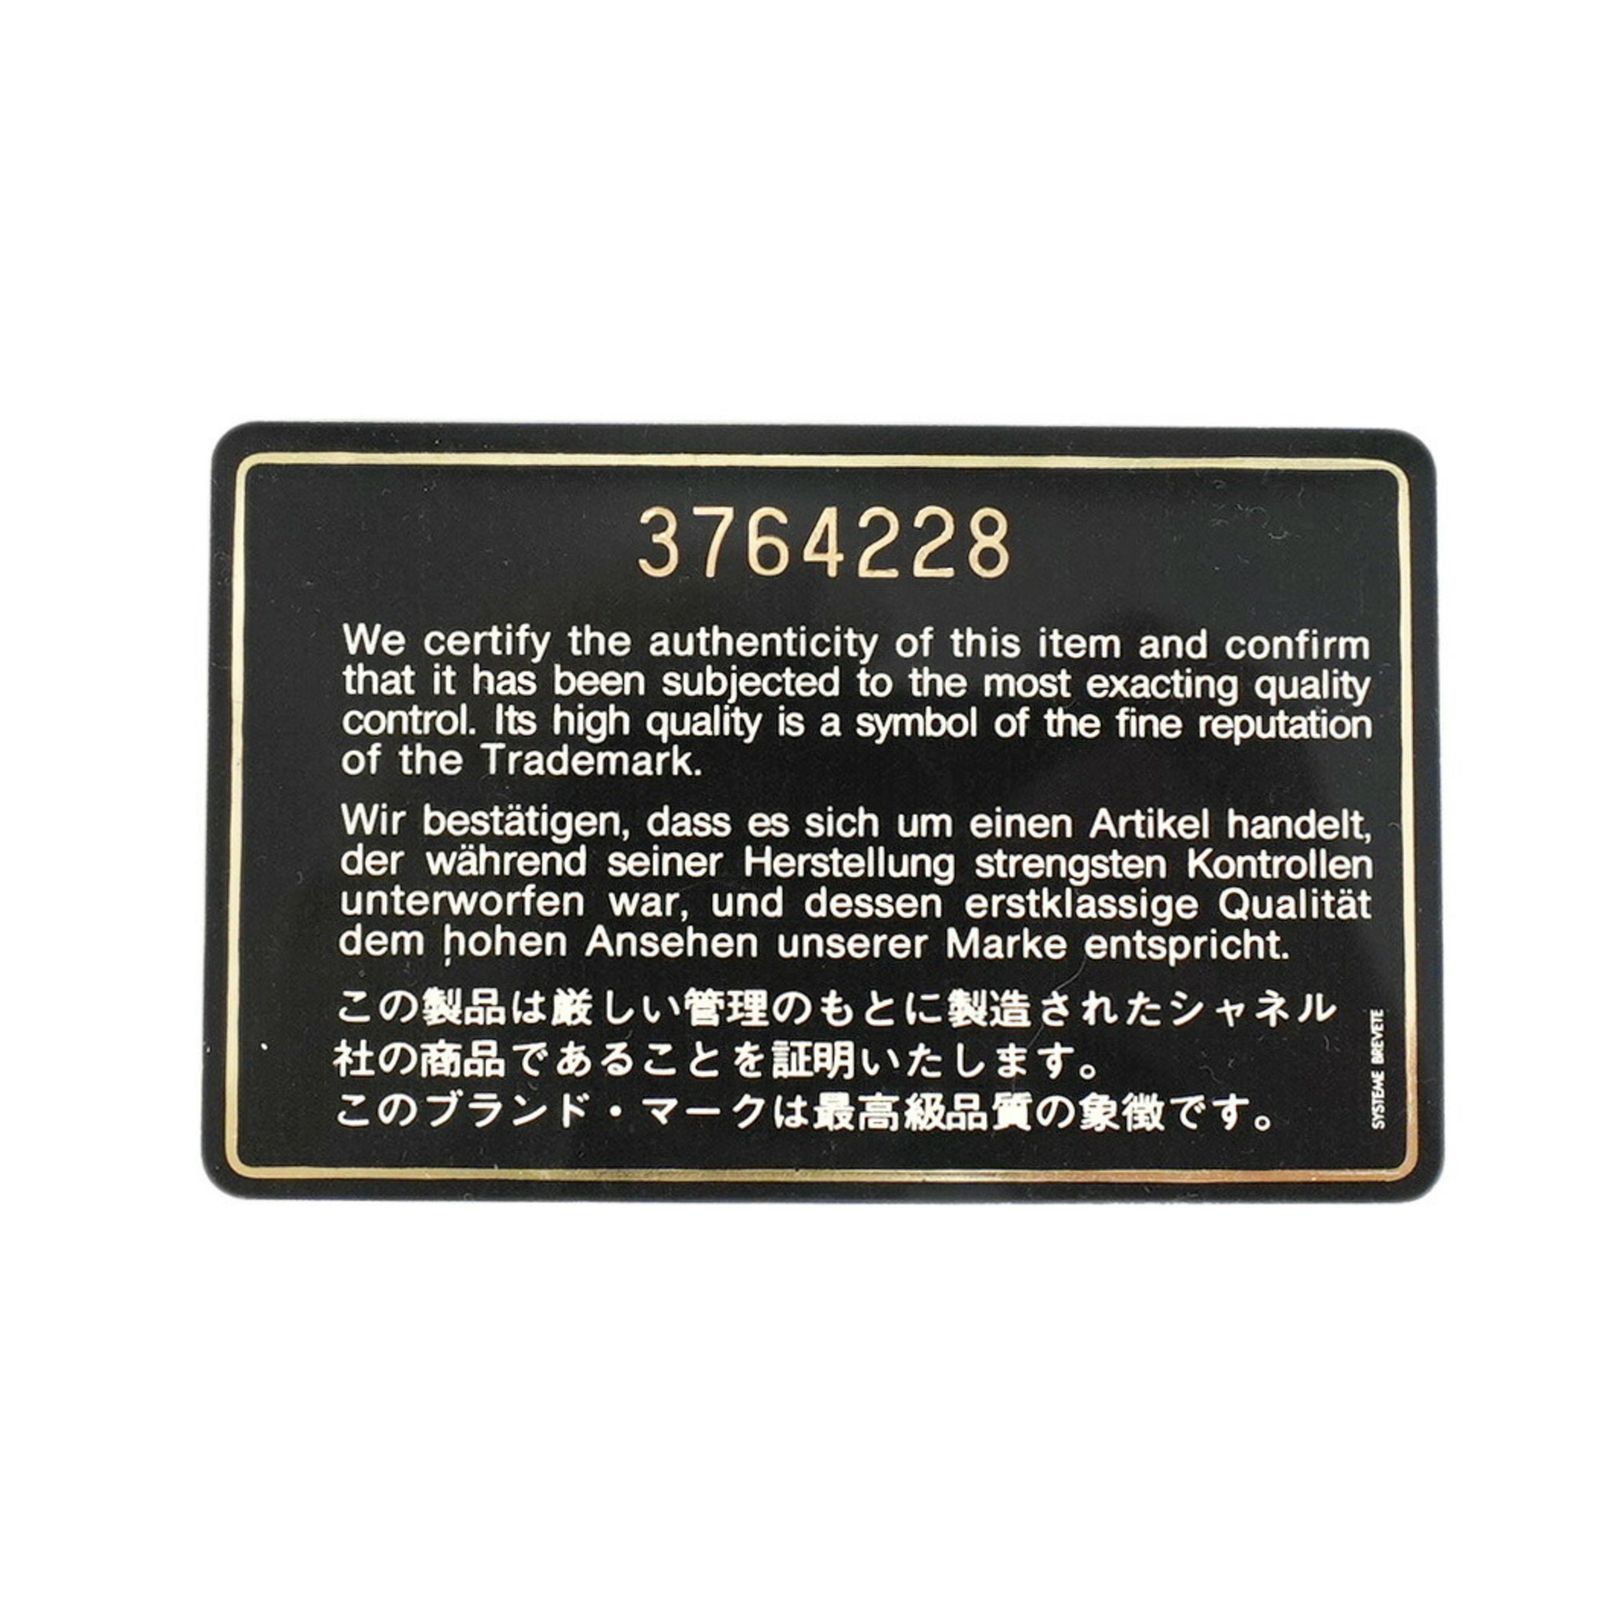 3764228
We certify the authenticity of this item and confirm
that it has been subjected to the most exacting quality
control. Its high quality is a symbol of the fine reputation
of the Trademark.
Wir bestätigen, dass es sich um einen Artikel handelt,
der während seiner Herstellung strengsten Kontrollen
unterworfen war, und dessen erstklassige Qualität
dem hohen Ansehen unserer Marke entspricht.
この製品は厳しい管理のもとに製造されたシャネル
社の商品であることを証明いたします。
このブランド・マークは最高級品質の象徴です。
SYSTEME BREVETE